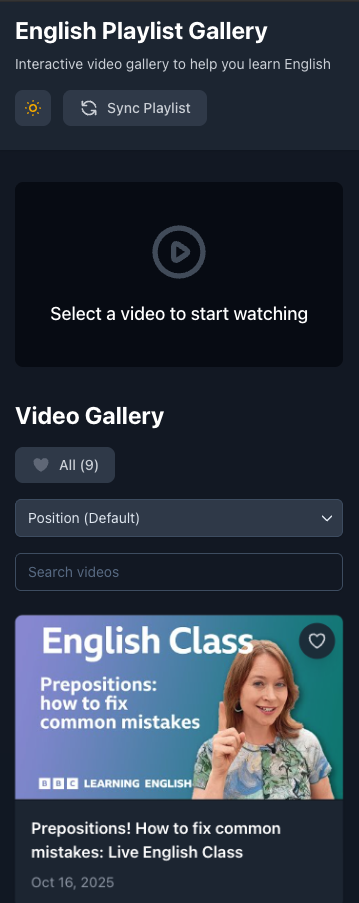 English Playlist Gallery
Interactive video gallery to help you learn English
Sync Playlist
Select a video to start watching
Video Gallery
All (9)
Position (Default)
Search videos
English Class
Prepositions:
how to fix
common mistakes
BBC LEARNING ENGLISH
Prepositions! How to fix common
mistakes: Live English Class
Oct 16, 2025